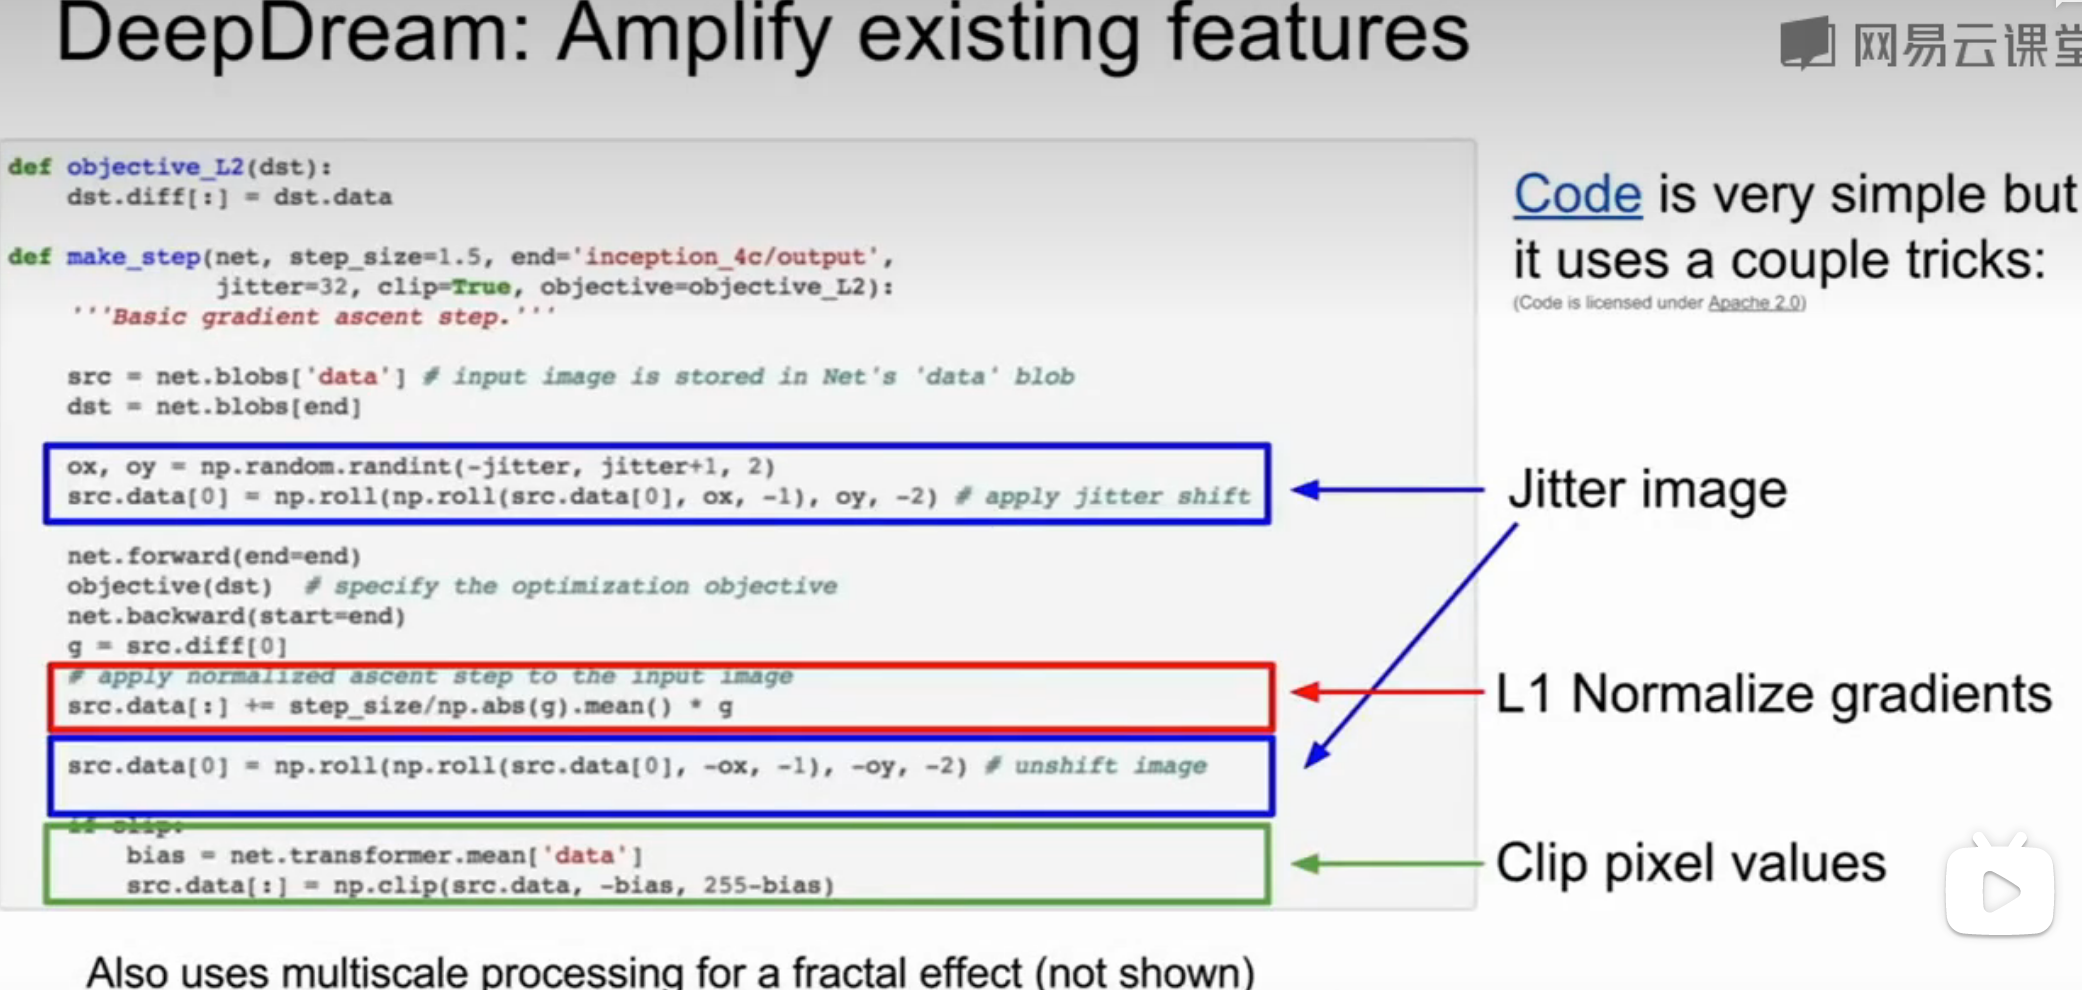 DeepDream: Amplify existing features
网易云课堂
def objective_L2(dst):
    dst.diff[:] = dst.data
def make_step(net, step_size=1.5, end='inception_4c/output',
              jitter=32, clip=True, objective=objective_L2):
    '''Basic gradient ascent step.'''
    src = net.blobs['data'] # input image is stored in Net's 'data' blob
    dst = net.blobs[end]
    ox, oy = np.random.randint(-jitter, jitter+1, 2)
    src.data[0] = np.roll(np.roll(src.data[0], ox, -1), oy, -2) # apply jitter shift
    net.forward(end=end)
    objective(dst)  # specify the optimization objective
    net.backward(start=end)
    g = src.diff[0]
    # apply normalized ascent step to the input image
    src.data[:] += step_size/np.abs(g).mean() * g
    src.data[0] = np.roll(np.roll(src.data[0], -ox, -1), -oy, -2) # unshift image
    if clip:
        bias = net.transformer.mean['data']
        src.data[:] = np.clip(src.data, -bias, 255-bias)
Code is very simple but
it uses a couple tricks:
(Code is licensed under Apache 2.0)
Jitter image
L1 Normalize gradients
Clip pixel values
Also uses multiscale processing for a fractal effect (not shown)